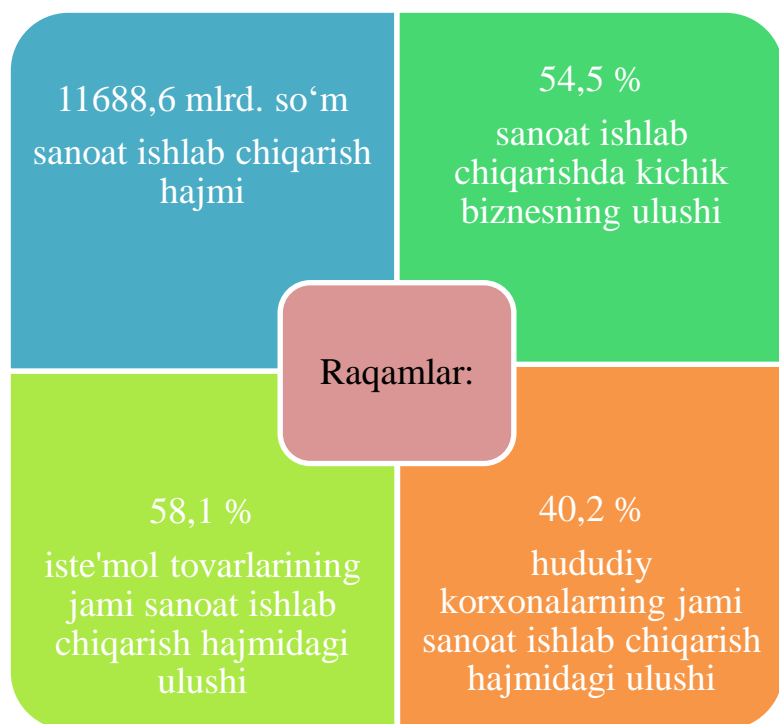 11688,6 mlrd. so‘m
sanoat ishlab chiqarish
hajmi
54,5 %
sanoat ishlab
chiqarishda kichik
biznesning ulushi
Raqamlar:
58,1 %
iste'mol tovarlarining
jami sanoat ishlab
chiqarish hajmidagi
ulushi
40,2 %
hududiy
korxonalarning jami
sanoat ishlab chiqarish
hajmidagi ulushi